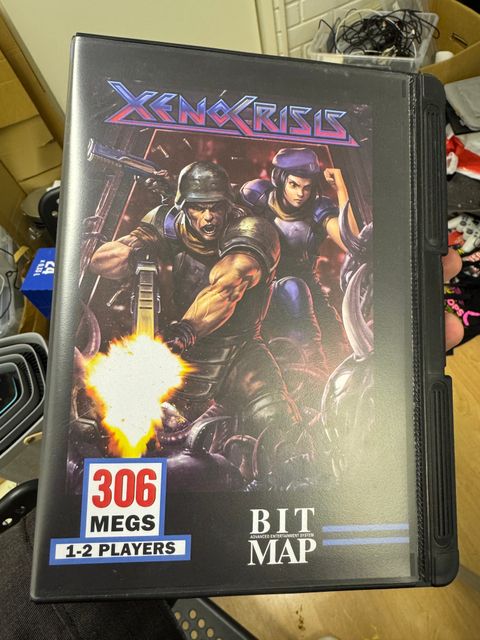 XENOCRISIS
306
MEGS
1-2 PLAYERS
BIT
ADVANCED ENTERTAINMENT SYSTEM
MAP